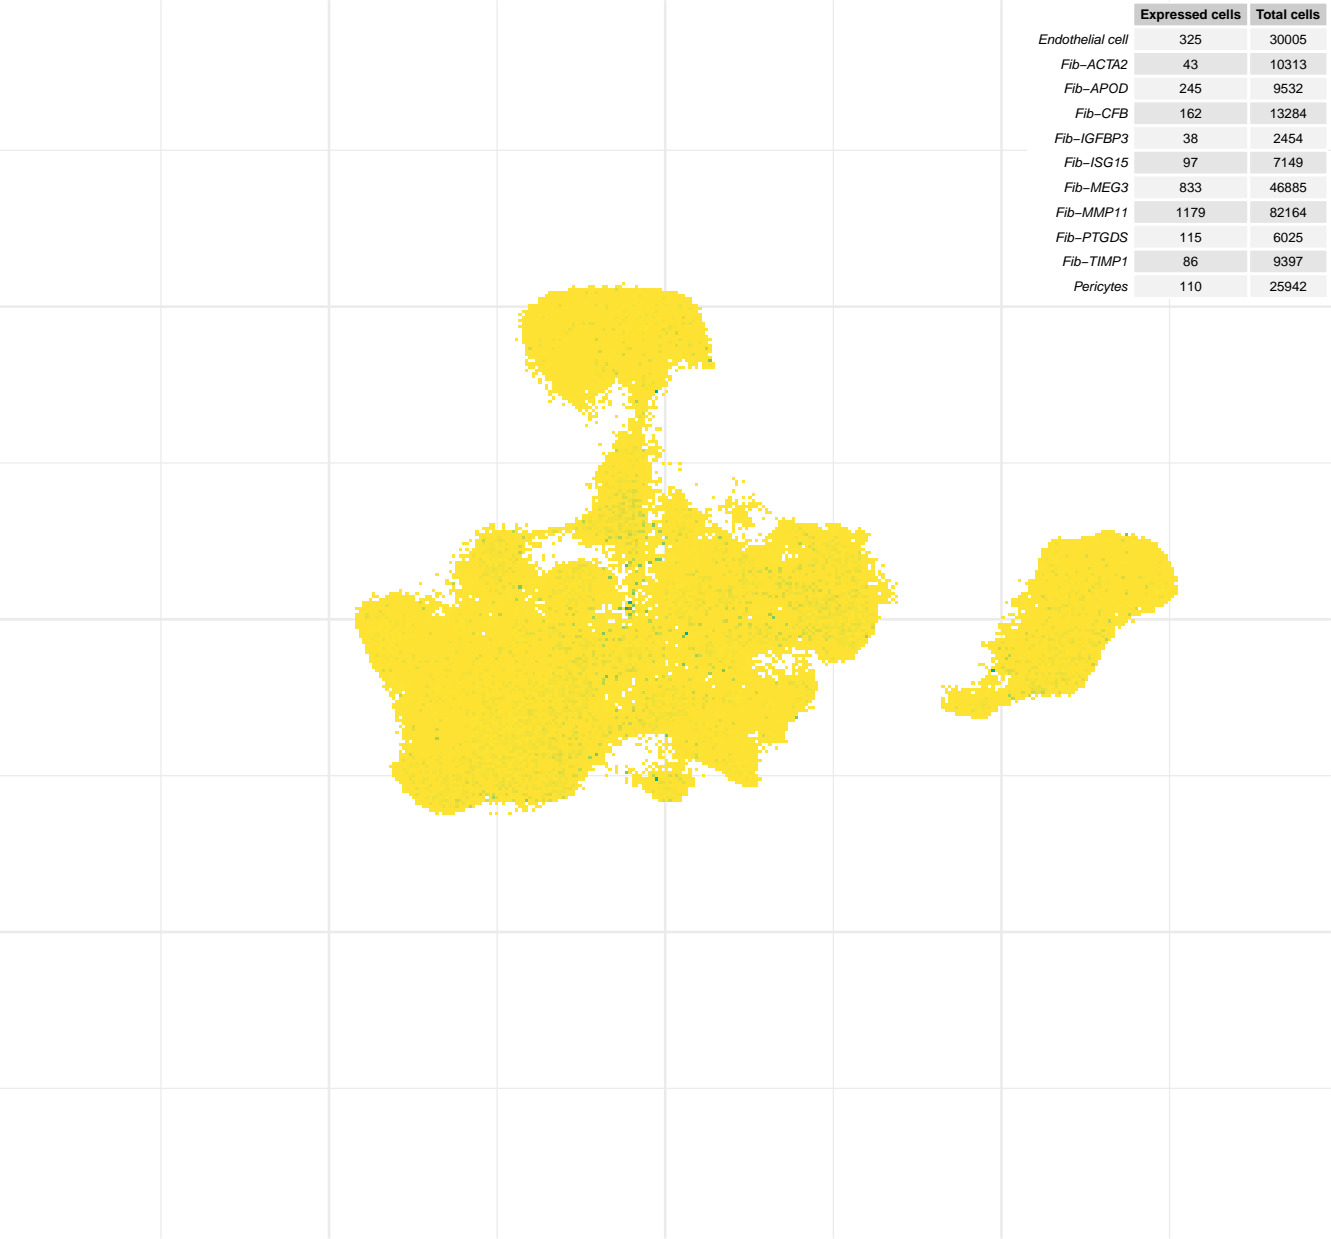 Expressed cells Total cells
Endothelial cell 325 30005
Fib−ACTA2 43 10313
Fib−APOD 245 9532
Fib−CFB 162 13284
Fib−IGFBP3 38 2454
Fib−ISG15 97 7149
Fib−MEG3 833 46885
Fib−MMP11 1179 82164
Fib−PTGDS 115 6025
Fib−TIMP1 86 9397
Pericytes 110 25942